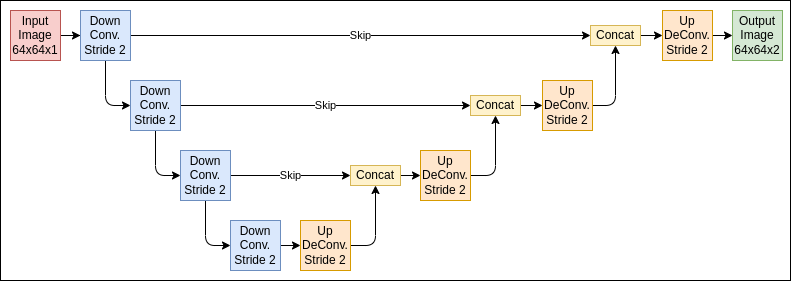 Input
Image
64x64x1
Down
Conv.
Stride 2
Skip
Concat
Up
DeConv.
Stride 2
Output
Image
64x64x2
Down
Conv.
Stride 2
Skip
Concat
Up
DeConv.
Stride 2
Down
Conv.
Stride 2
Skip
Concat
Up
DeConv.
Stride 2
Down
Conv.
Stride 2
Up
DeConv.
Stride 2